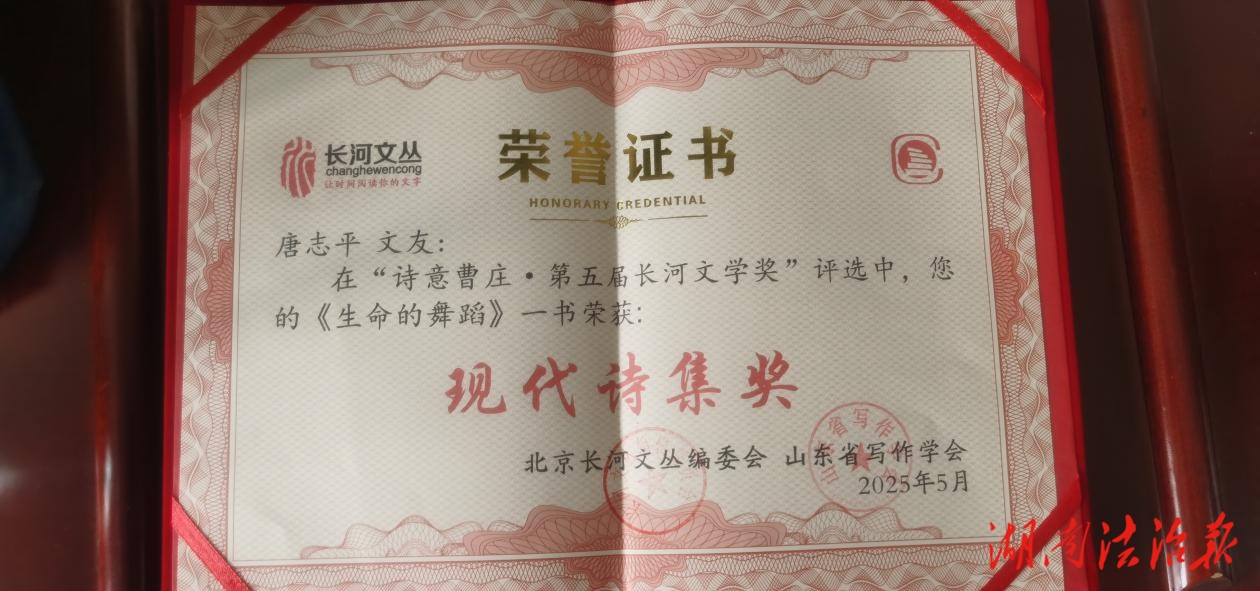 长河文丛
changhewencong
让时间阅读你的文字
荣誉证书
HONORARY CREDENTIAL
唐志平 文友:
在“诗意曹庄·第五届长河文学奖”评选中,您
的《生命的舞蹈》一书荣获:
现代诗集奖
北京长河文丛编委会 山东省写作学会
2025年5月
湖南法治报